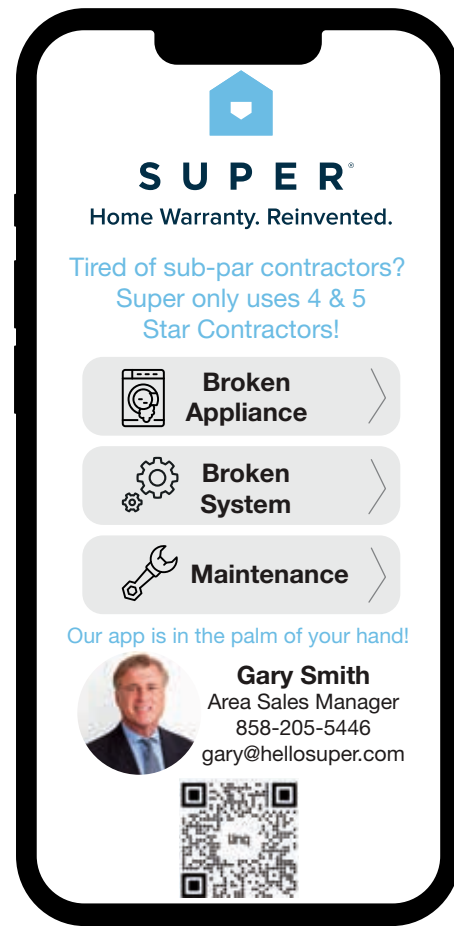 SUPER®
Home Warranty. Reinvented.
Tired of sub-par contractors?
Super only uses 4 & 5
Star Contractors!
Broken
Appliance
Broken
System
Maintenance
Our app is in the palm of your hand!
Gary Smith
Area Sales Manager
858-205-5446
gary@hellosuper.com
linq